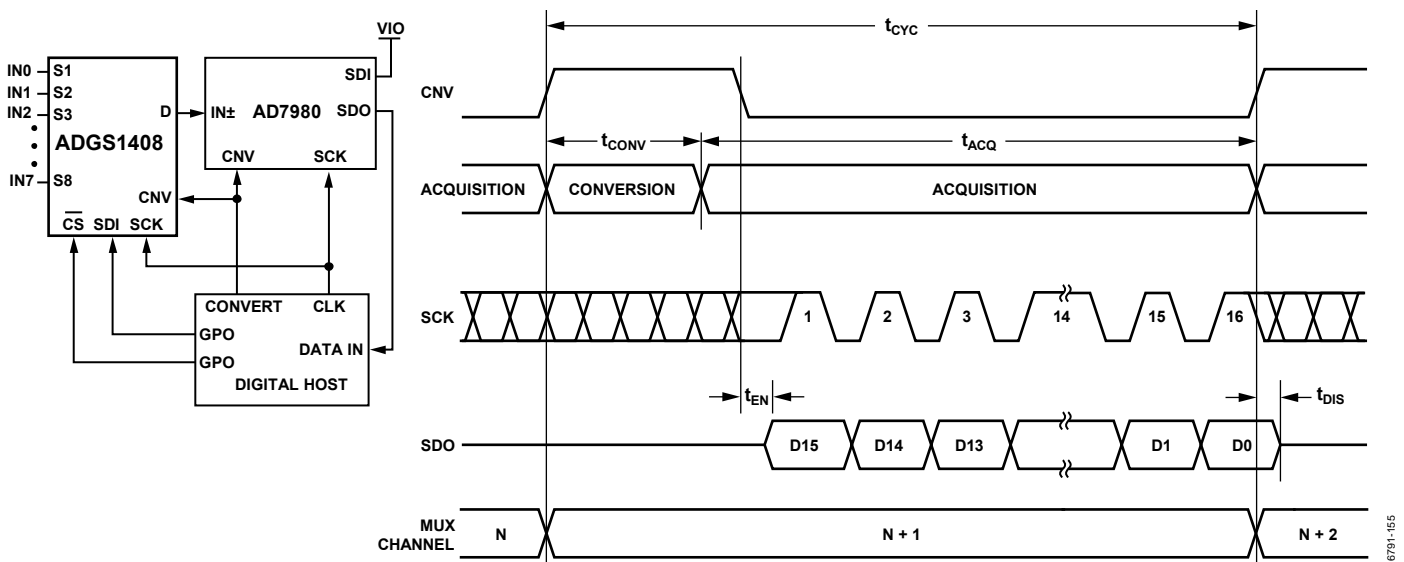 VIO
IN0 S1
IN1 S2
IN2 S3
IN7 S8
ADGS1408
D
CNV
CS SDI SCK
SDI
IN± AD7980 SDO
CNV SCK
CONVERT CLK
GPO
DATA IN
GPO
DIGITAL HOST
tCYC
CNV
tCONV tACQ
ACQUISITION CONVERSION ACQUISITION
SCK 1 2 3 14 15 16
tEN tDIS
SDO D15 D14 D13 D1 D0
MUX
CHANNEL
N N + 1 N + 2
6791-155